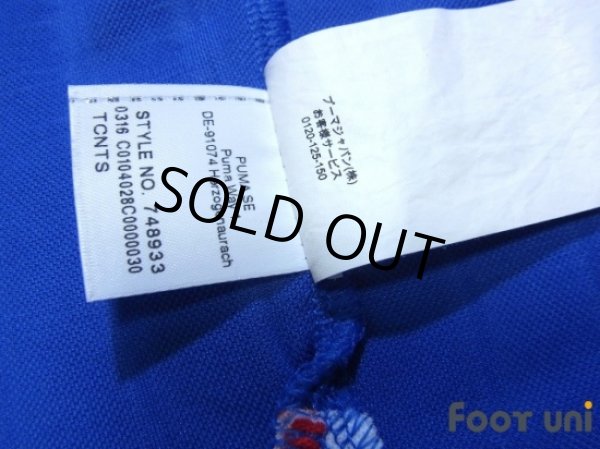 PUMA SE
Puma Way 1
DE-91074 Herzogenaurach
STYLE NO. 748933
0316 C0104028C0000030
TCNTS
プーマジャパン(株)
お客様サービス
0120-125-150
SOLD OUT
FOOT UNI